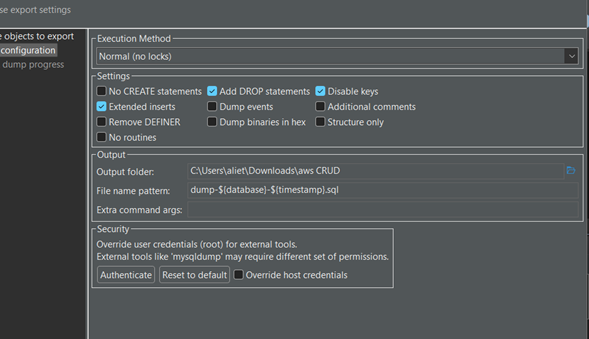 se export settings
e objects to export
configuration
dump progress
Execution Method
Normal (no locks)
Settings
No CREATE statements Add DROP statements Disable keys
Extended inserts Dump events Additional comments
Remove DEFINER Dump binaries in hex Structure only
No routines
Output
Output folder: C:\Users\aliet\Downloads\aws CRUD
File name pattern: dump-${database}-${timestamp}.sql
Extra command args:
Security
Override user credentials (root) for external tools.
External tools like 'mysqldump' may require different set of permissions.
Authenticate Reset to default Override host credentials